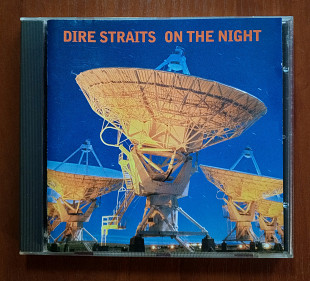 DIRE STRAITS ON THE NIGHT